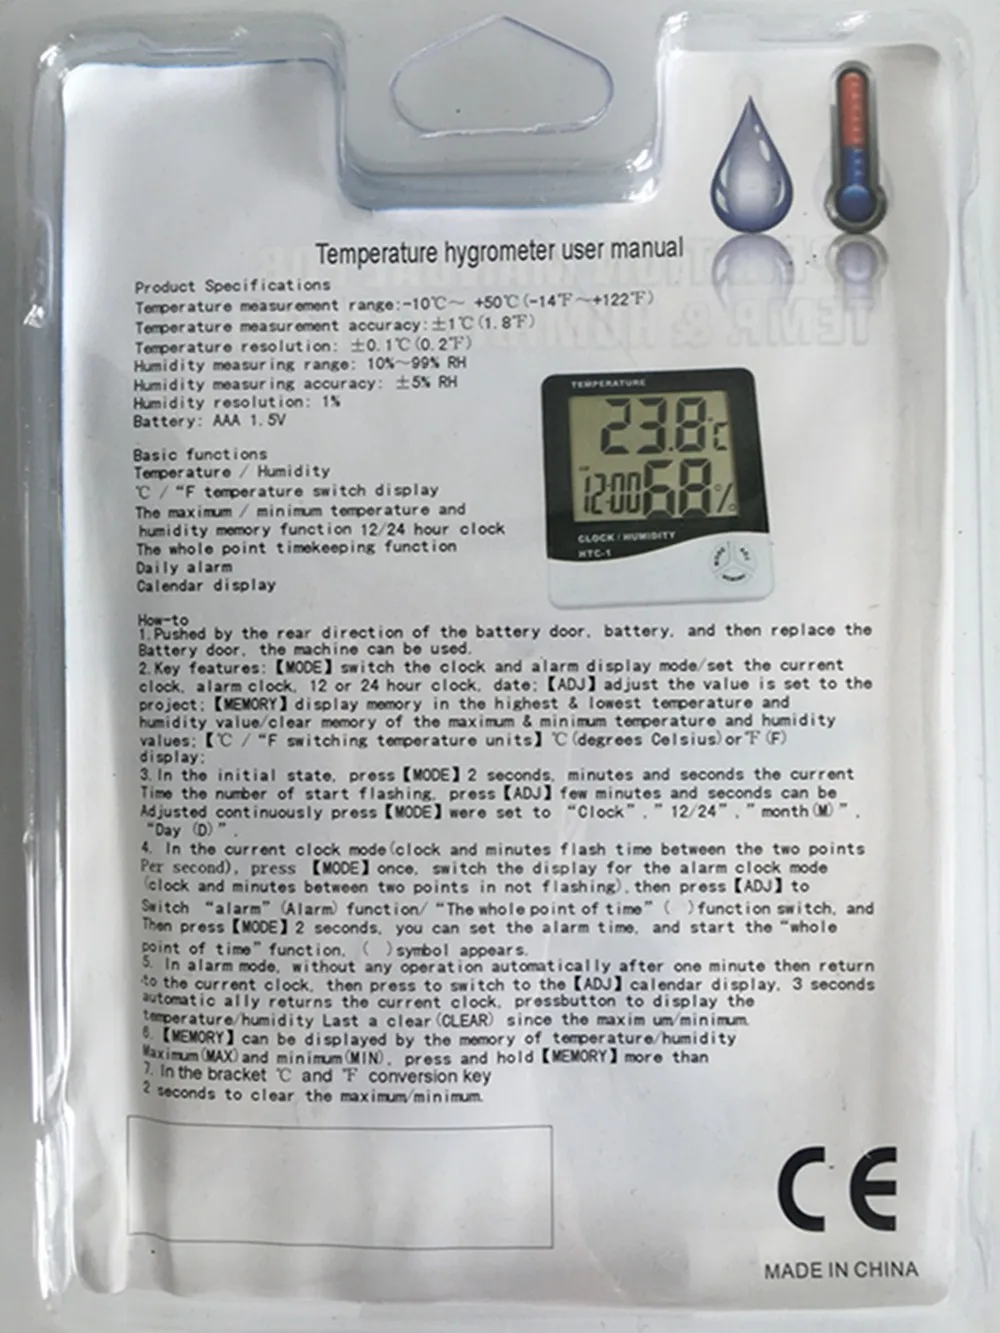 Temperature hygrometer user manual
Product Specifications
Temperature measurement range:-10℃~ +50℃(-14℉~+122℉)
Temperature measurement accuracy:±1℃(1.8℉)
Temperature resolution: ±0.1℃(0.2℉)
Humidity measuring range: 10%~99% RH
Humidity measuring accuracy: ±5% RH
Humidity resolution: 1%
Battery: AAA 1.5V
Basic functions
Temperature / Humidity
℃ / “F temperature switch display
The maximum / minimum temperature and
humidity memory function 12/24 hour clock
The whole point timekeeping function
Daily alarm
Calendar display
TEMPERATURE
23.8℃
12:00 68%
CLOCK / HUMIDITY
HTC-1
MODE
ADJ
MEMORY
How-to
1.Pushed by the rear direction of the battery door, battery, and then replace the
Battery door, the machine can be used.
2.Key features:【MODE】switch the clock and alarm display mode/set the current
clock, alarm clock, 12 or 24 hour clock, date;【ADJ】adjust the value is set to the
project;【MEMORY】display memory in the highest & lowest temperature and
humidity value/clear memory of the maximum & minimum temperature and humidity
values;【℃ / “F switching temperature units】℃(degrees Celsius)or℉(F)
display;
3.In the initial state, press【MODE】2 seconds, minutes and seconds the current
Time the number of start flashing, press【ADJ】few minutes and seconds can be
Adjusted continuously press【MODE】were set to “Clock”,” 12/24”,”month(M)”,
“Day (D)”.
4. In the current clock mode(clock and minutes flash time between the two points
Per second), press 【MODE】once, switch the display for the alarm clock mode
(clock and minutes between two points in not flashing),then press【ADJ】to
Switch “alarm”(Alarm) function/“The whole point of time”( )function switch, and
Then press【MODE】2 seconds, you can set the alarm time, and start the“whole
point of time”function, ( )symbol appears.
5. In alarm mode, without any operation automatically after one minute then return
to the current clock, then press to switch to the【ADJ】calendar display, 3 seconds
automatic ally returns the current clock, pressbutton to display the
temperature/humidity Last a clear(CLEAR) since the maxim um/minimum.
6.【MEMORY】can be displayed by the memory of temperature/humidity
Maximum(MAX)and minimum(MIN), press and hold【MEMORY】more than
7. In the bracket ℃ and ℉ conversion key
2 seconds to clear the maximum/minimum.
CE
MADE IN CHINA